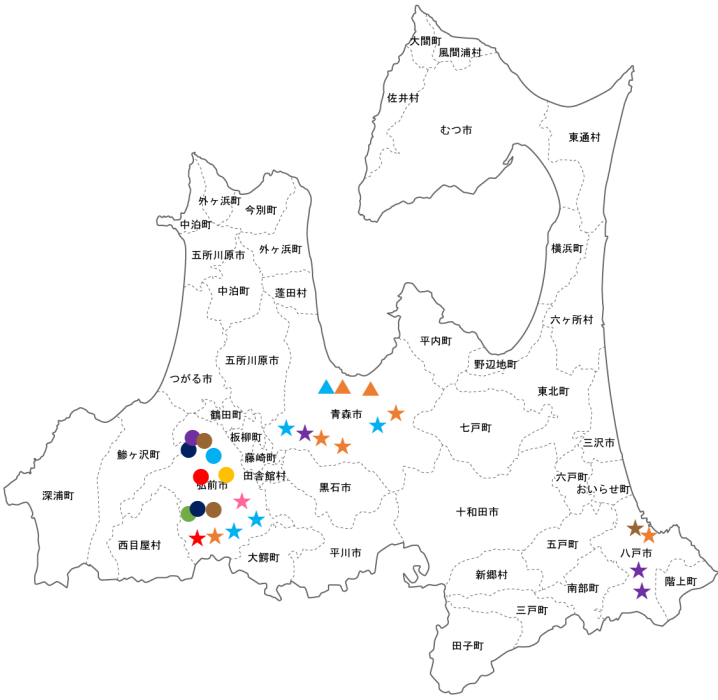 大間町
風間浦村
佐井村
むつ市
東通村
外ヶ浜町
今別町
中泊町
五所川原市
外ヶ浜町
横浜町
中泊町
蓬田村
六ヶ所村
平内町
五所川原市
野辺地町
つがる市
東北町
鶴田町
青森市
七戸町
板柳町
三沢市
鰺ヶ沢町
藤崎町
田舎館村
六戸町
弘前市
黒石市
おいらせ町
深浦町
十和田市
西目屋村
大鰐町
平川市
五戸町
八戸市
新郷村
階上町
南部町
三戸町
田子町